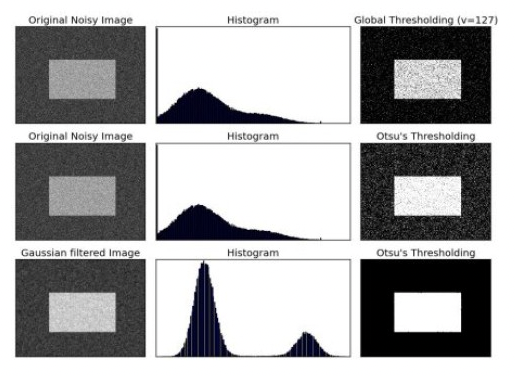 Original Noisy Image
Histogram
Global Thresholding (v=127)
Original Noisy Image
Histogram
Otsu's Thresholding
Gaussian filtered Image
Histogram
Otsu's Thresholding